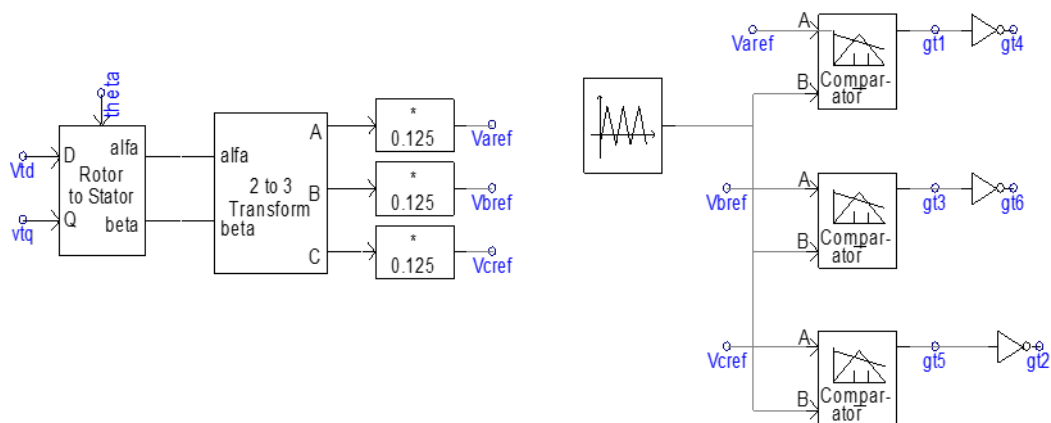 theta
Vtd
vtq
D
Q
alfa
beta
Rotor
to Stator
alfa
beta
2 to 3
Transform
A
B
C
*
0.125
*
0.125
*
0.125
Varef
Vbref
Vcref
Varef
A
B
Compar-
ator
gt1
gt4
Vbref
A
B
Compar-
ator
gt3
gt6
Vcref
A
B
Compar-
ator
gt5
gt2